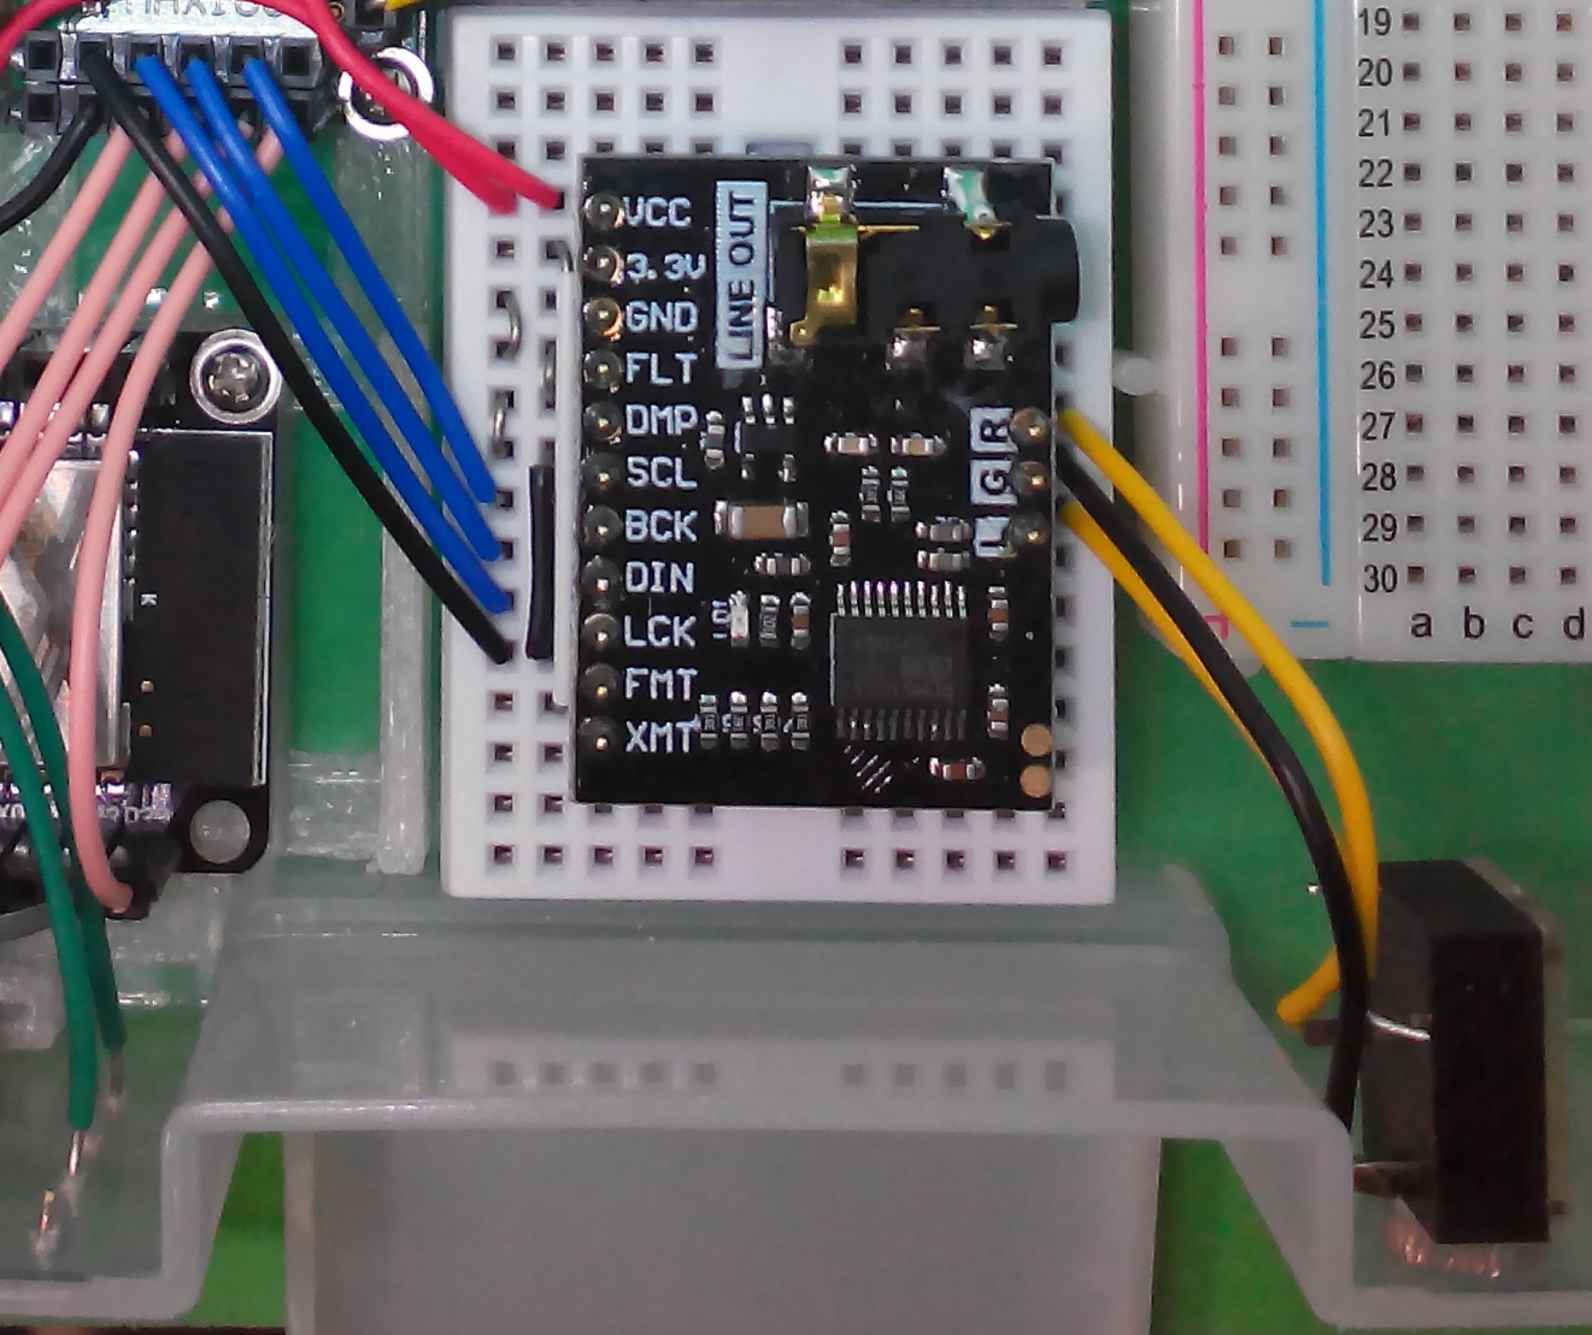 VCC
3.3V
GND
FLT
DMP
SCL
BCK
DIN
LCK
FMT
XMT
LINE OUT
R
G
L
19
20
21
22
23
24
25
26
27
28
29
30
a b c d
K